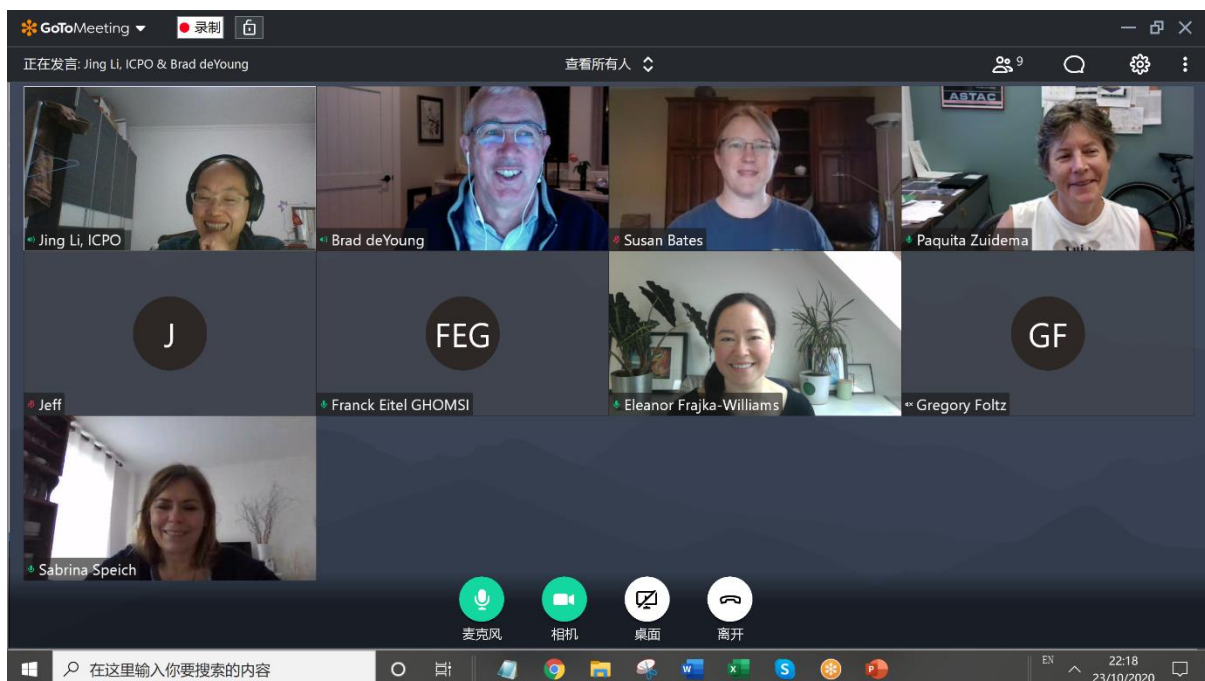 GoToMeeting
录制
正在发言: Jing Li, ICPO & Brad deYoung
查看所有人
9
ASTAC
Jing Li, ICPO
Brad deYoung
Susan Bates
Paquita Zuidema
J
FEG
GF
Jeff
Franck Eitel GHOMSI
Eleanor Frajka-Williams
Gregory Foltz
Sabrina Speich
麦克风
相机
桌面
离开
在这里输入你要搜索的内容
EN
22:18
23/10/2020